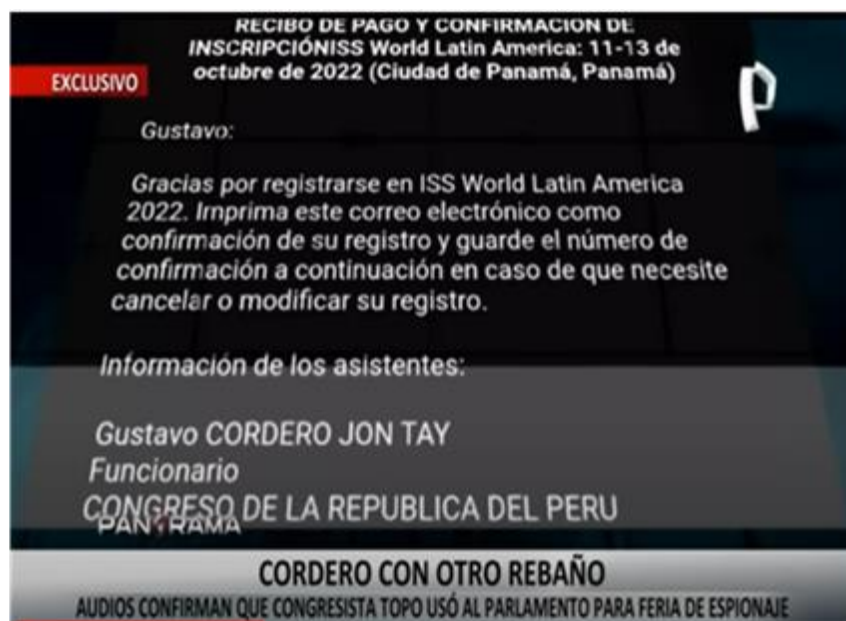 RECIBO DE PAGO Y CONFIRMACION DE
INSCRIPCIÓNISS World Latin America: 11-13 de
octubre de 2022 (Ciudad de Panamá, Panamá)
EXCLUSIVO
Gustavo:
Gracias por registrarse en ISS World Latin America
2022. Imprima este correo electrónico como
confirmación de su registro y guarde el número de
confirmación a continuación en caso de que necesite
cancelar o modificar su registro.
Información de los asistentes:
Gustavo CORDERO JON TAY
Funcionario
CONGRESO DE LA REPUBLICA DEL PERU
PANORAMA
CORDERO CON OTRO REBAÑO
AUDIOS CONFIRMAN QUE CONGRESISTA TOPO USÓ AL PARLAMENTO PARA FERIA DE ESPIONAJE